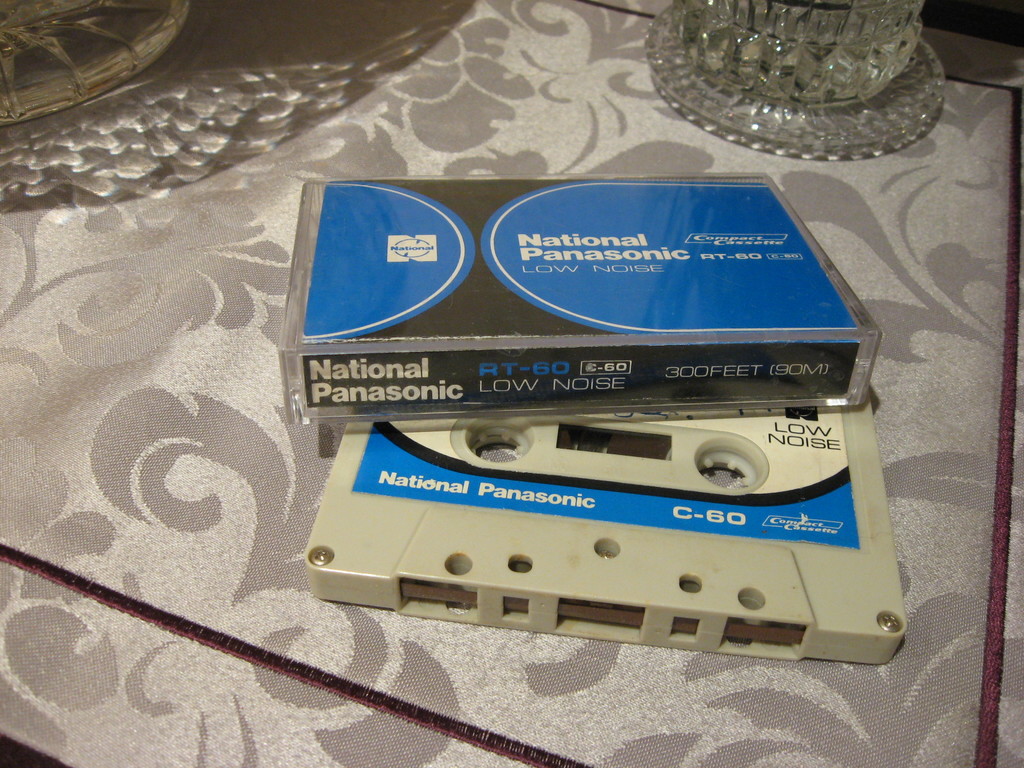 National
National
Panasonic
LOW NOISE
Compact
Cassette
RT-60 C-60
National
Panasonic
RT-60 C-60
LOW NOISE
300FEET (90M)
LOW
NOISE
National Panasonic
C-60
Compact
Cassette